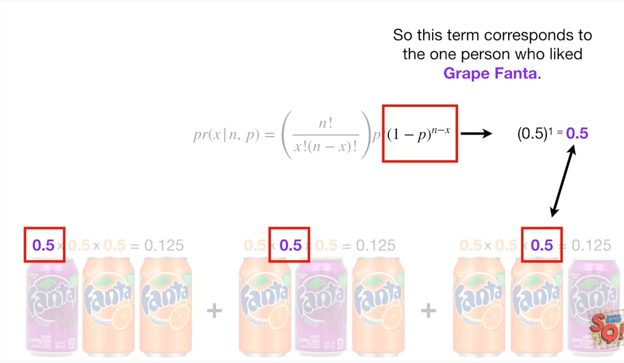 So this term corresponds to
the one person who liked
Grape Fanta.
pr(x|n, p) = (n! / x!(n − x)!) p (1 − p)ⁿ⁻ˣ → (0.5)¹ = 0.5
0.5 x 0.5 x 0.5 = 0.125
0.5 x 0.5 x 0.5 = 0.125
0.5 x 0.5 x 0.5 = 0.125
Fanta Fanta Fanta + Fanta Fanta Fanta + Fanta Fanta Fanta
SQ!